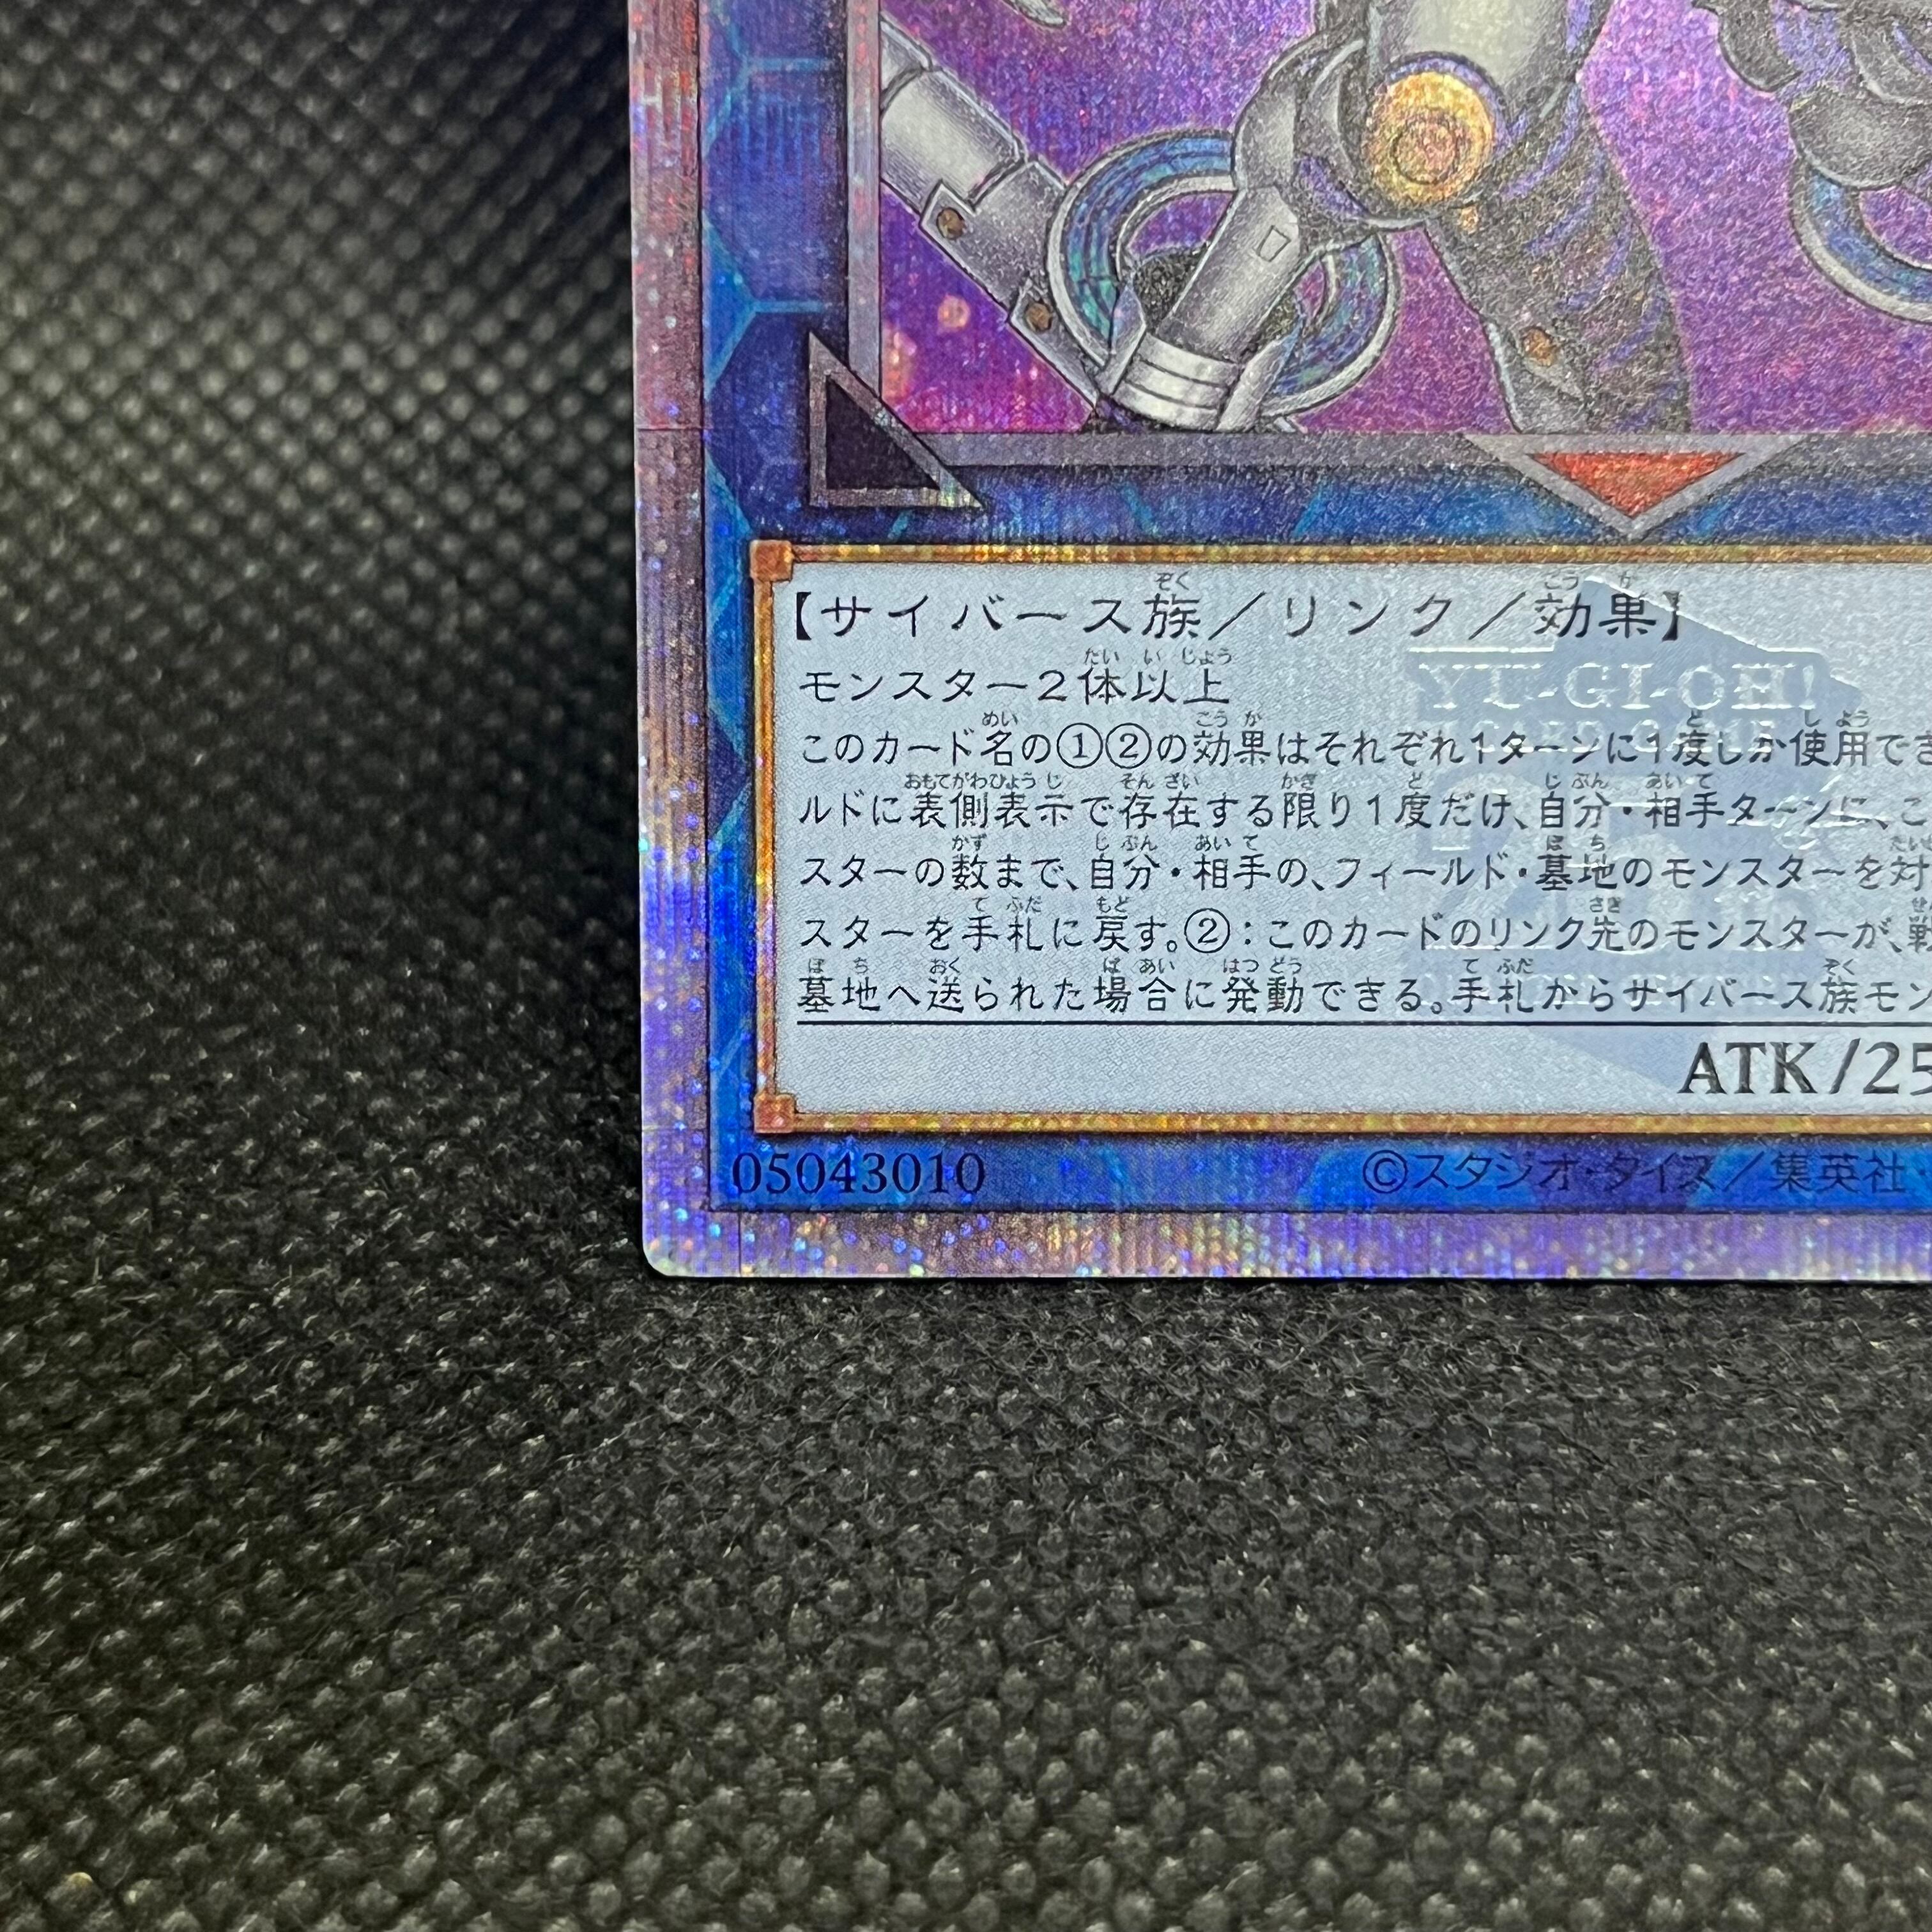 【サイバース族／リンク／効果】
モンスター2体以上
このカード名の①②の効果はそれぞれ1ターンに1度しか使用でき
ルドに表側表示で存在する限り1度だけ、自分・相手ターンに、こ
スターの数まで、自分・相手の、フィールド・墓地のモンスターを対
スターを手札に戻す。②：このカードのリンク先のモンスターが、戦
墓地へ送られた場合に発動できる。手札からサイバース族モン
YU-GI-OH!
ATK/25
05043010
©スタジオ・ダイス／集英社